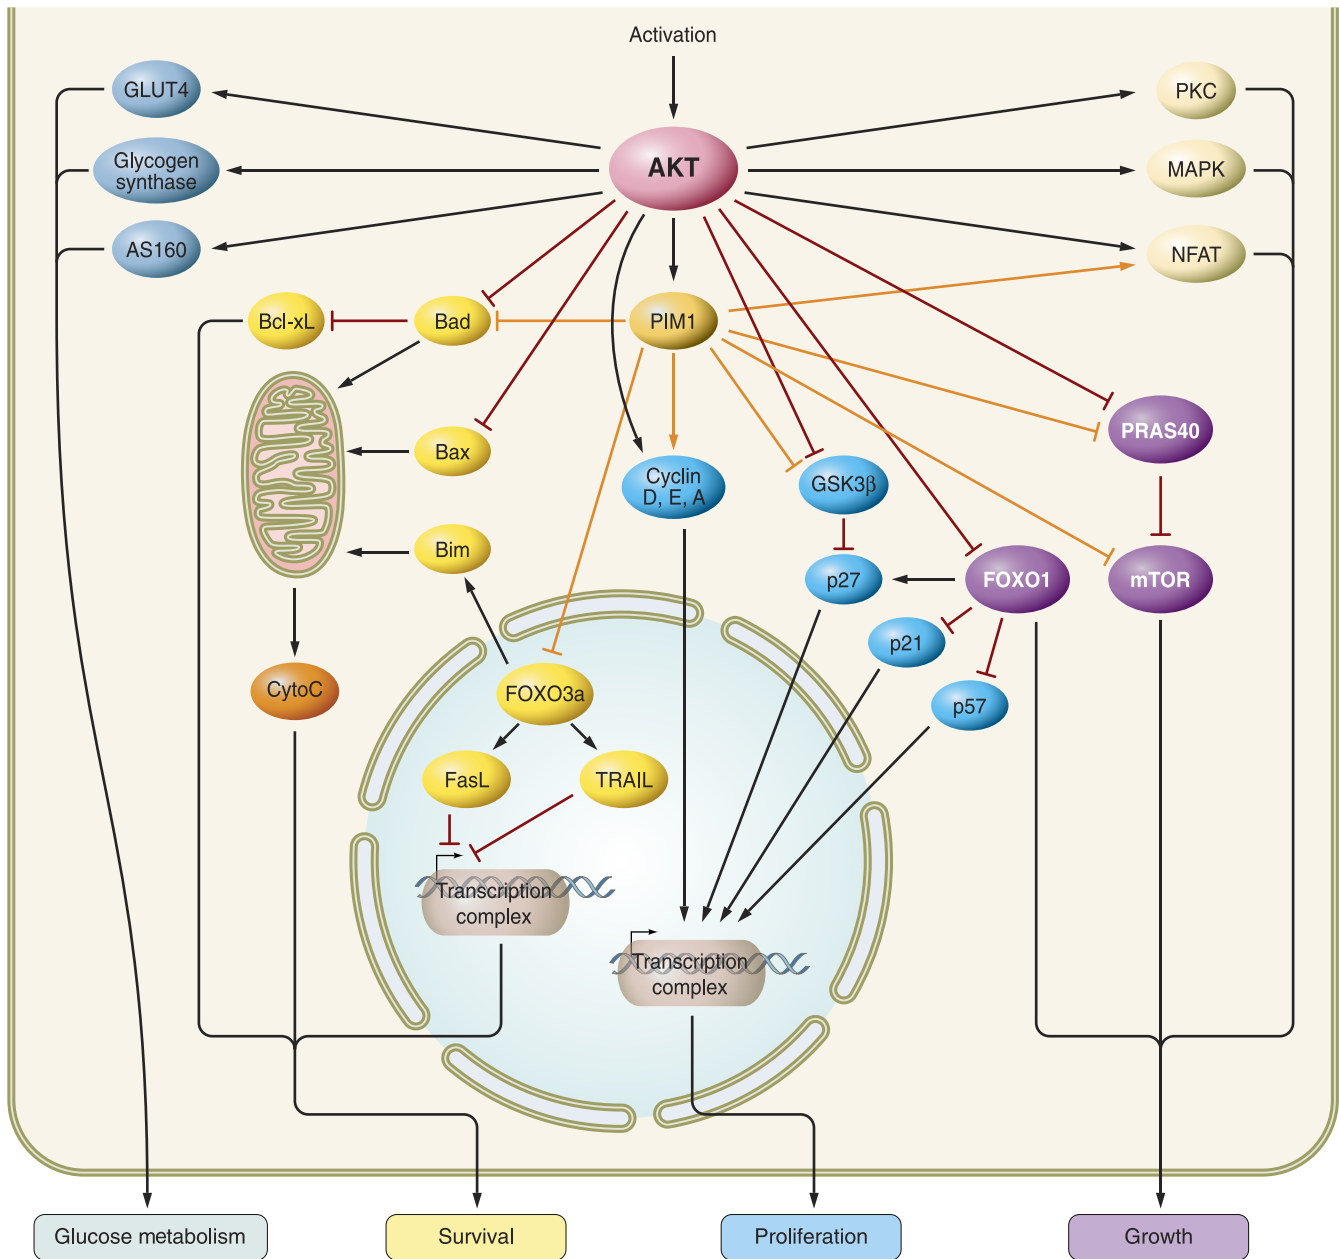 Activation
GLUT4
PKC
AKT
Glycogen
synthase
MAPK
AS160
NFAT
Bcl-xL
Bad
PIM1
PRAS40
Bax
Cyclin
D, E, A
GSK3β
Bim
p27
FOXO1
mTOR
p21
CytoC
FOXO3a
p57
FasL
TRAIL
Transcription
complex
Transcription
complex
Glucose metabolism
Survival
Proliferation
Growth